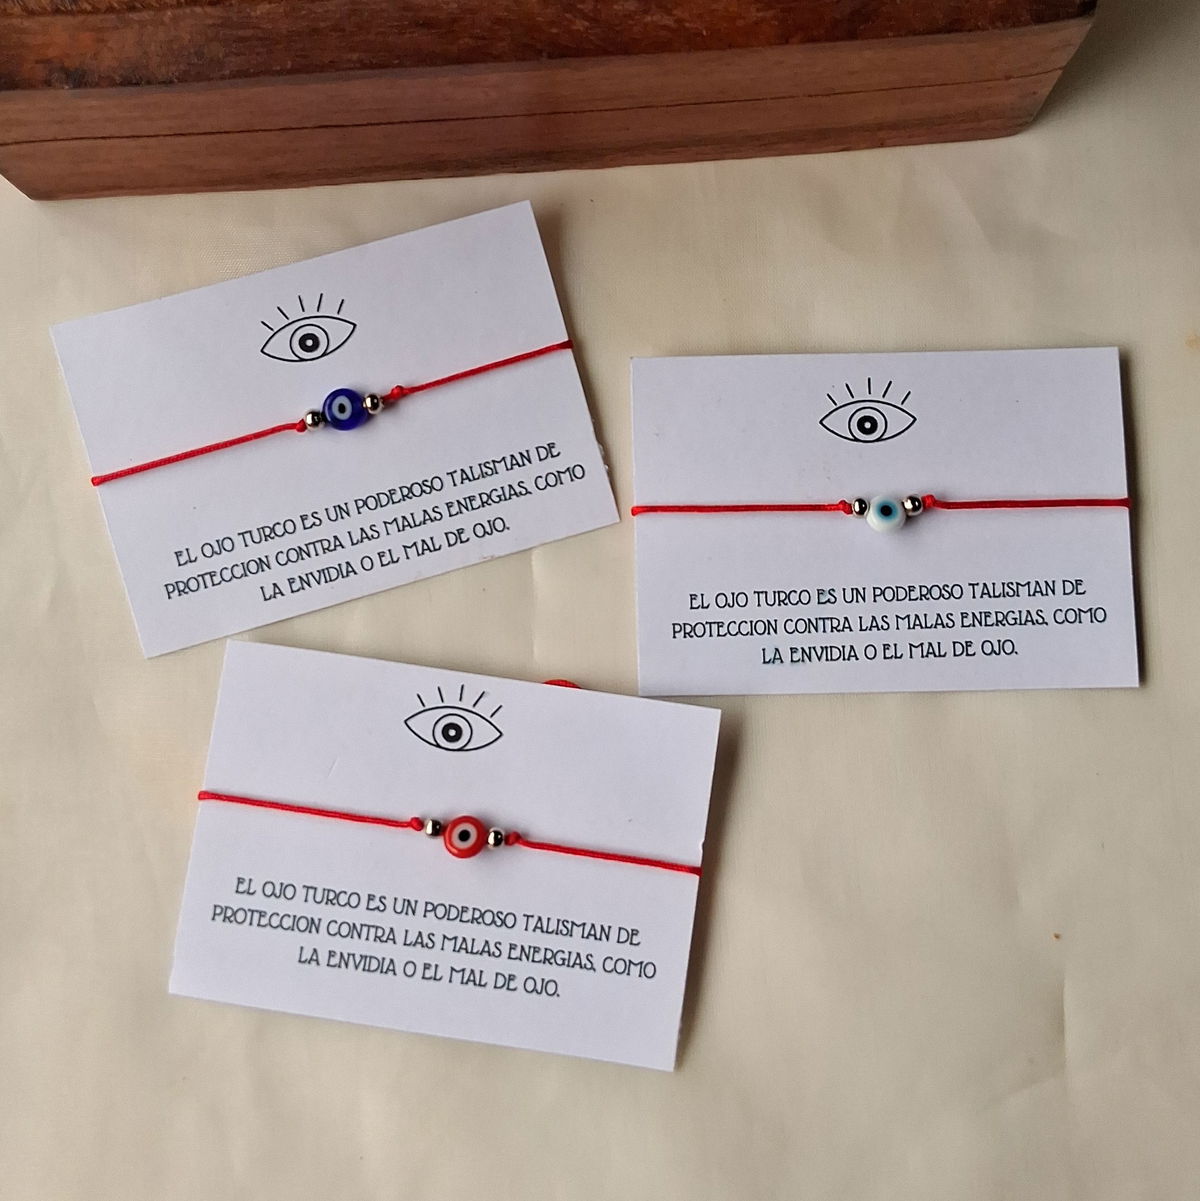 EL OJO TURCO ES UN PODEROSO TALISMAN DE
PROTECCION CONTRA LAS MALAS ENERGIAS, COMO
LA ENVIDIA O EL MAL DE OJO.
EL OJO TURCO ES UN PODEROSO TALISMAN DE
PROTECCION CONTRA LAS MALAS ENERGIAS, COMO
LA ENVIDIA O EL MAL DE OJO.
EL OJO TURCO ES UN PODEROSO TALISMAN DE
PROTECCION CONTRA LAS MALAS ENERGIAS, COMO
LA ENVIDIA O EL MAL DE OJO.